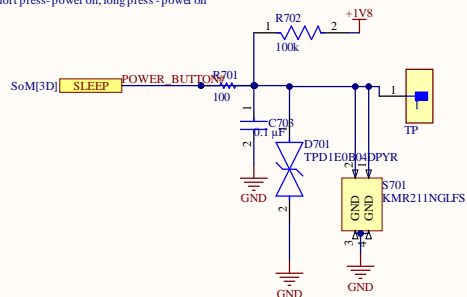 ort press- power on, long press - power off
+1V8
R702
1 2
100k
SoM[3D] SLEEP POWER_BUTTON# R701
100
1
1
TP
1
C703
0.1 µF
2
1
D701
TPD1E0B04DPYR
2
GND
2 1
S701
KMR211NGLFS
GND GND
3 4
GND
GND